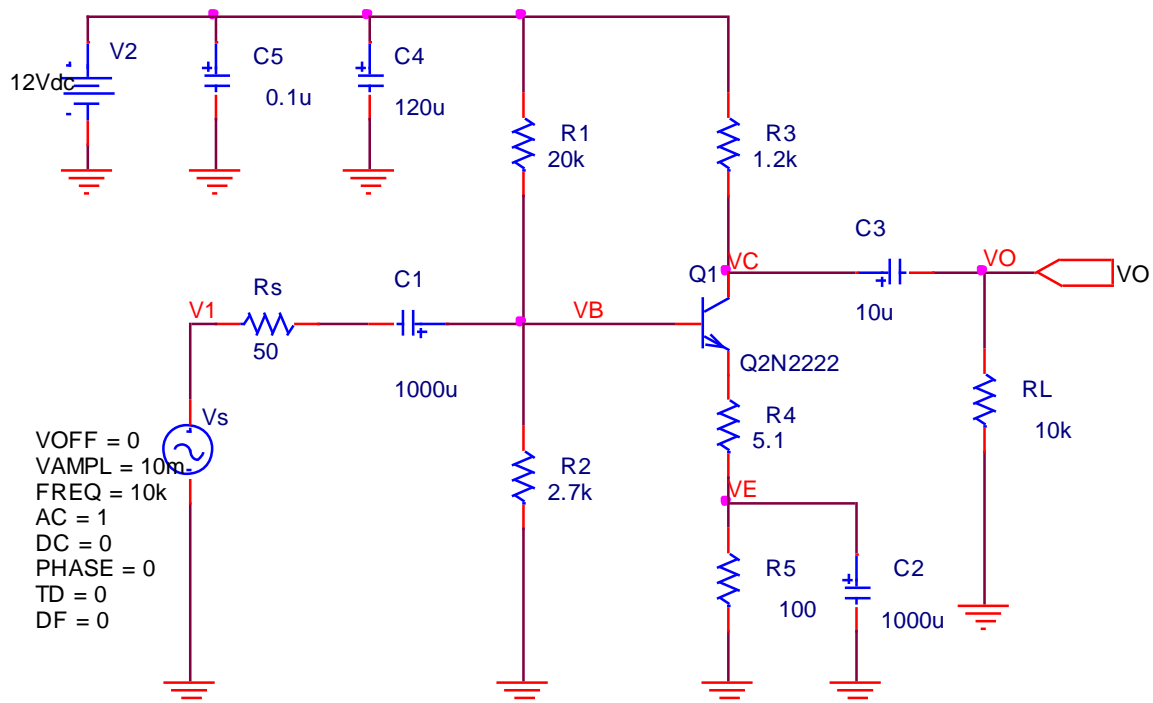 V2
12Vdc
C5
0.1u
C4
120u
R1
20k
R3
1.2k
C3
10u
VC
VO
VO
Q1
Q2N2222
V1
Rs
50
C1
1000u
VB
R4
5.1
RL
10k
Vs
VOFF = 0
VAMPL = 10m
FREQ = 10k
AC = 1
DC = 0
PHASE = 0
TD = 0
DF = 0
R2
2.7k
VE
R5
100
C2
1000u